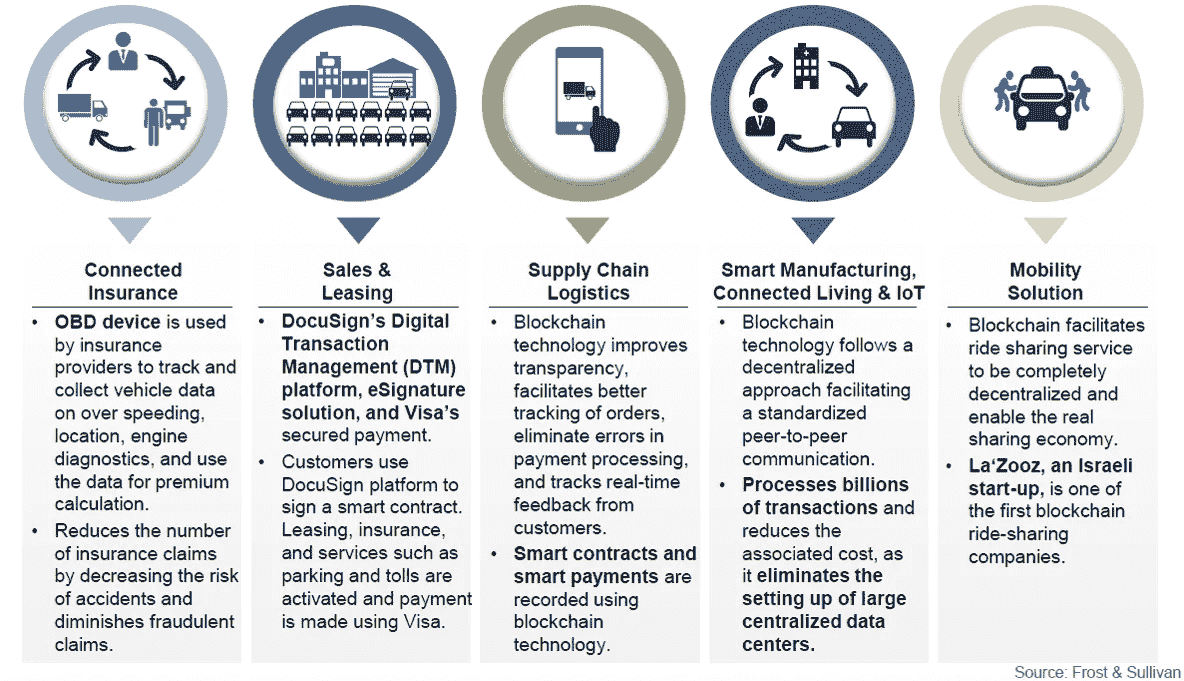 Connected
Insurance
• OBD device is used
by insurance
providers to track and
collect vehicle data
on over speeding,
location, engine
diagnostics, and use
the data for premium
calculation.
• Reduces the number
of insurance claims
by decreasing the risk
of accidents and
diminishes fraudulent
claims.
Sales &
Leasing
• DocuSign’s Digital
Transaction
Management (DTM)
platform, eSignature
solution, and Visa’s
secured payment.
• Customers use
DocuSign platform to
sign a smart contract.
Leasing, insurance,
and services such as
parking and tolls are
activated and payment
is made using Visa.
Supply Chain
Logistics
• Blockchain
technology improves
transparency,
facilitates better
tracking of orders,
eliminate errors in
payment processing,
and tracks real-time
feedback from
customers.
• Smart contracts and
smart payments are
recorded using
blockchain
technology.
Smart Manufacturing,
Connected Living & IoT
• Blockchain
technology follows a
decentralized
approach facilitating
a standardized
peer-to-peer
communication.
• Processes billions
of transactions and
reduces the
associated cost, as
it eliminates the
setting up of large
centralized data
centers.
Mobility
Solution
• Blockchain facilitates
ride sharing service
to be completely
decentralized and
enable the real
sharing economy.
• La‘Zooz, an Israeli
start-up, is one of
the first blockchain
ride-sharing
companies.
Source: Frost & Sullivan